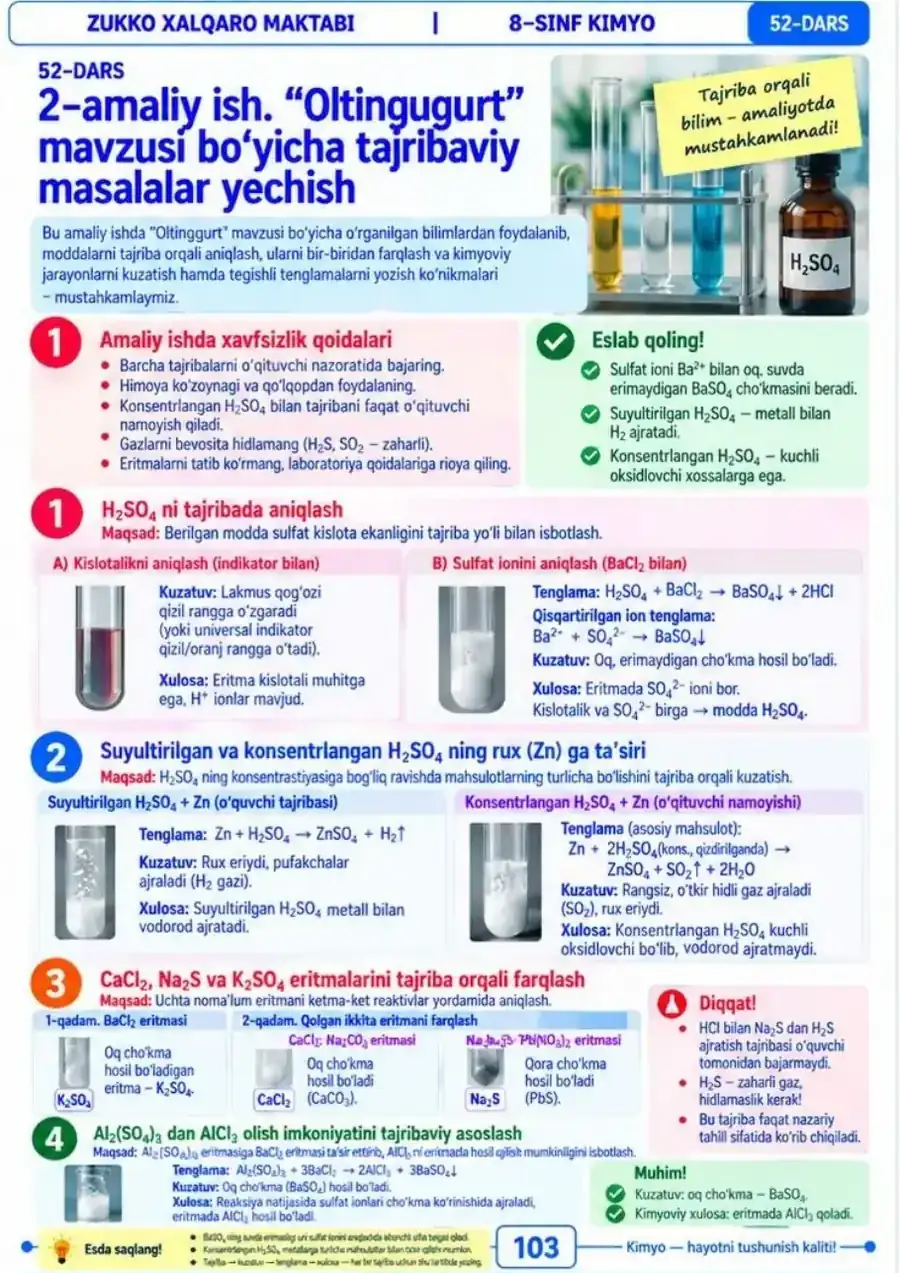 ZUKKO XALQARO MAKTABI | 8–SINF KIMYO 52–DARS
52–DARS
2–amaliy ish. “Oltingugurt”
mavzusi bo‘yicha tajribaviy
masalalar yechish
Tajriba orqali
bilim – amaliyotda
mustahkamlanadi!
H₂SO₄
Bu amaliy ishda "Oltinggurt" mavzusi bo‘yicha o‘rganilgan bilimlardan foydalanib,
moddalarni tajriba orqali aniqlash, ularni bir-biridan farqlash va kimyoviy
jarayonlarni kuzatish hamda tegishli tenglamalarni yozish ko‘nikmalari
– mustahkamlaymiz.
1 Amaliy ishda xavfsizlik qoidalari
• Barcha tajribalarni o‘qituvchi nazoratida bajaring.
• Himoya ko‘zoynagi va qo‘lqopdan foydalaning.
• Konsentrlangan H₂SO₄ bilan tajribani faqat o‘qituvchi
namoyish qiladi.
• Gazlarni bevosita hidlamang (H₂S, SO₂ – zaharli).
• Eritmalarni tatib ko‘rmang, laboratoriya qoidalariga rioya qiling.
Eslab qoling!
Sulfat ioni Ba²⁺ bilan oq, suvda
erimaydigan BaSO₄ cho‘kmasini beradi.
Suyultirilgan H₂SO₄ – metall bilan
H₂ ajratadi.
Konsentrlangan H₂SO₄ – kuchli
oksidlovchi xossalarga ega.
1 H₂SO₄ ni tajribada aniqlash
Maqsad: Berilgan modda sulfat kislota ekanligini tajriba yo‘li bilan isbotlash.
A) Kislotalikni aniqlash (indikator bilan)
Kuzatuv: Lakmus qog‘ozi
qizil rangga o‘zgaradi
(yoki universal indikator
qizil/oranj rangga o‘tadi).
Xulosa: Eritma kislotali muhitga
ega, H⁺ ionlar mavjud.
B) Sulfat ionini aniqlash (BaCl₂ bilan)
Tenglama: H₂SO₄ + BaCl₂ → BaSO₄↓ + 2HCl
Qisqartirilgan ion tenglama:
Ba²⁺ + SO₄²⁻ → BaSO₄↓
Kuzatuv: Oq, erimaydigan cho‘kma hosil bo‘ladi.
Xulosa: Eritmada SO₄²⁻ ioni bor.
Kislotalik va SO₄²⁻ birga → modda H₂SO₄.
2 Suyultirilgan va konsentrlangan H₂SO₄ ning rux (Zn) ga ta’siri
Maqsad: H₂SO₄ ning konsentrastiyasiga bog‘liq ravishda mahsulotlarning turlicha bo‘lishini tajriba orqali kuzatish.
Suyultirilgan H₂SO₄ + Zn (o‘quvchi tajribasi)
Tenglama: Zn + H₂SO₄ → ZnSO₄ + H₂↑
Kuzatuv: Rux eriydi, pufakchalar
ajraladi (H₂ gazi).
Xulosa: Suyultirilgan H₂SO₄ metall bilan
vodorod ajratadi.
Konsentrlangan H₂SO₄ + Zn (o‘qituvchi namoyishi)
Tenglama (asosiy mahsulot):
Zn + 2H₂SO₄(kons., qizdirilganda) →
ZnSO₄ + SO₂↑ + 2H₂O
Kuzatuv: Rangsiz, o‘tkir hidli gaz ajraladi
(SO₂), rux eriydi.
Xulosa: Konsentrlangan H₂SO₄ kuchli
oksidlovchi bo‘lib, vodorod ajratmaydi.
3 CaCl₂, Na₂S va K₂SO₄ eritmalarini tajriba orqali farqlash
Maqsad: Uchta noma’lum eritmani ketma-ket reaktivlar yordamida aniqlash.
1-qadam. BaCl₂ eritmasi
Oq cho‘kma
hosil bo‘ladigan
eritma – K₂SO₄.
K₂SO₄
2-qadam. Qolgan ikkita eritmani farqlash
CaCl₂: Na₂CO₃ eritmasi
Oq cho‘kma
hosil bo‘ladi
(CaCO₃).
CaCl₂
Pb(NO₃)₂ eritmasi
Qora cho‘kma
hosil bo‘ladi
(PbS).
Na₂S
Diqqat!
• HCl bilan Na₂S dan H₂S
ajratish tajribasi o‘quvchi
tomonidan bajarmaydi.
• H₂S – zaharli gaz,
hidlamaslik kerak!
• Bu tajriba faqat nazariy
tahlil sifatida ko‘rib chiqiladi.
4 Al₂(SO₄)₃ dan AlCl₃ olish imkoniyatini tajribaviy asoslash
Maqsad: Al₂(SO₄)₃ eritmasiga BaCl₂ eritmasi ta’sir ettirib, AlCl₃ ni eritmada hosil qilish mumkinligini isbotlash.
Tenglama: Al₂(SO₄)₃ + 3BaCl₂ → 2AlCl₃ + 3BaSO₄↓
Kuzatuv: Oq cho‘kma (BaSO₄) hosil bo‘ladi.
Xulosa: Reaksiya natijasida sulfat ionlari cho‘kma ko‘rinishida ajraladi,
eritmada AlCl₃ hosil bo‘ladi.
Muhim!
Kuzatuv: oq cho‘kma – BaSO₄.
Kimyoviy xulosa: eritmada AlCl₃ qoladi.
Esda saqlang!
103
Kimyo – hayotni tushunish kaliti!